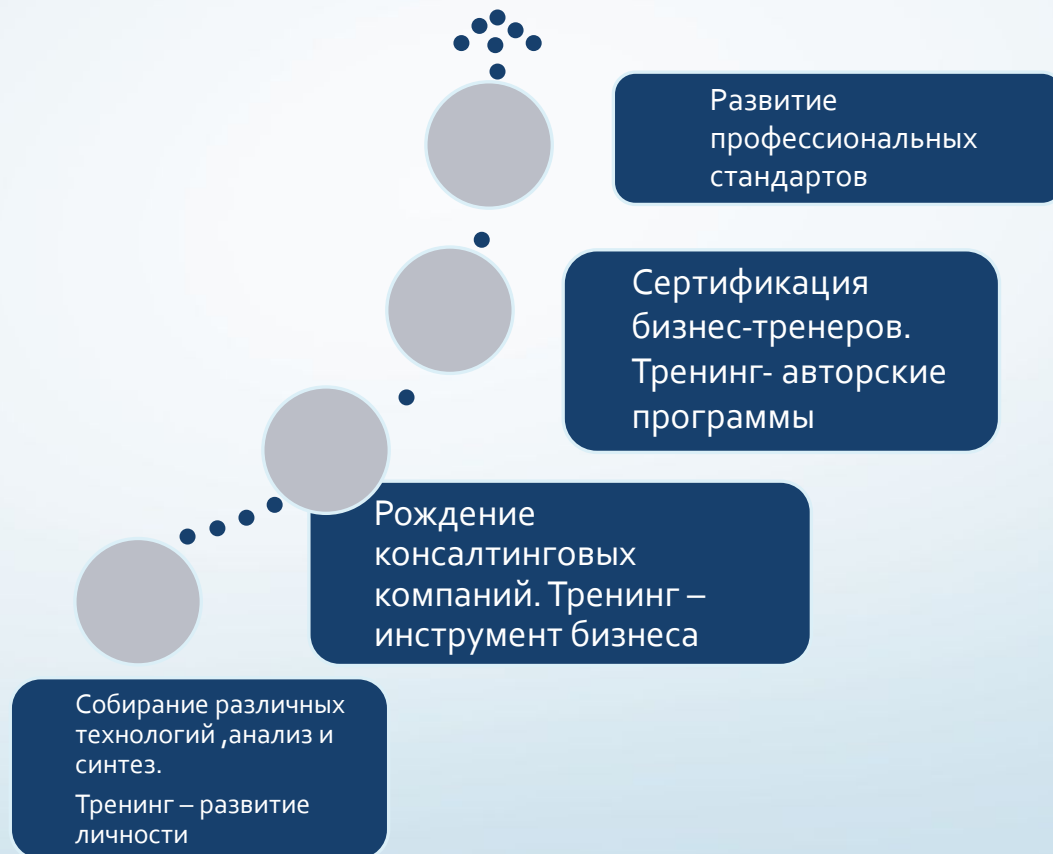 Развитие
профессиональных
стандартов
Сертификация
бизнес-тренеров.
Тренинг- авторские
программы
Рождение
консалтинговых
компаний. Тренинг –
инструмент бизнеса
Собирание различных
технологий ,анализ и
синтез.
Тренинг – развитие
личности